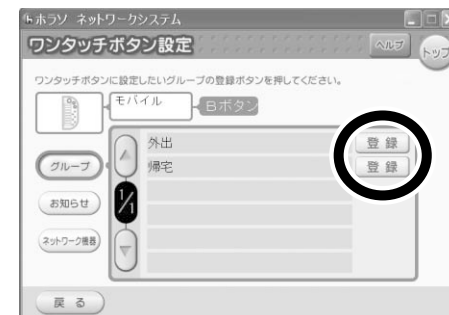 ホラソ ネットワークシステム
ワンタッチボタン設定
ヘルプ
トップ
ワンタッチボタンに設定したいグループの登録ボタンを押してください。
モバイル
Bボタン
外出
登 録
グループ
帰宅
登 録
お知らせ
1/1
ネットワーク機器
戻 る